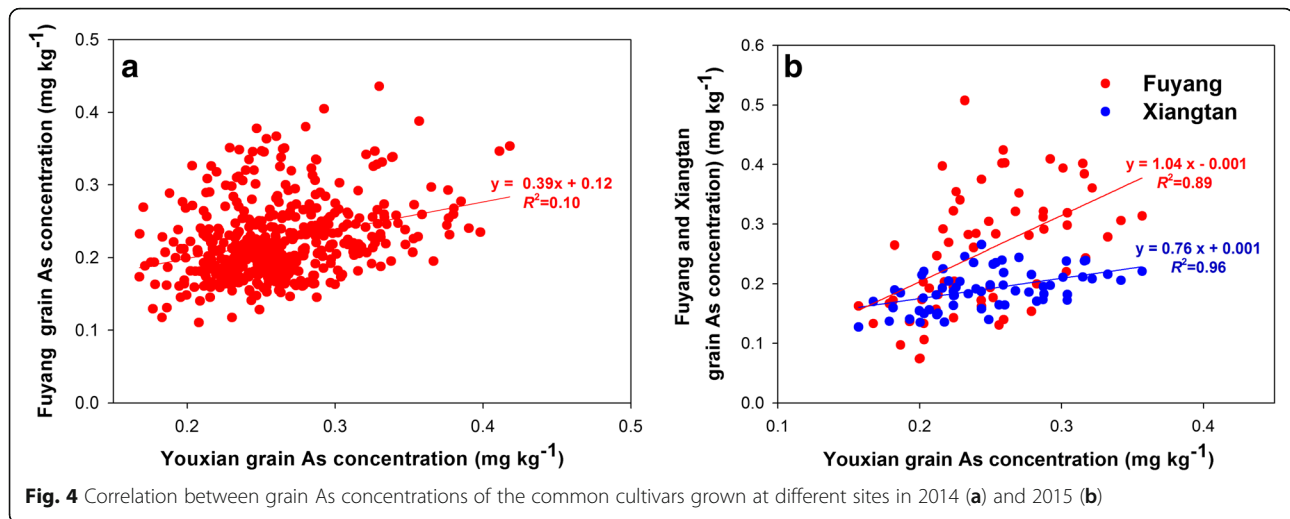 a
Fuyang grain As concentration (mg kg⁻¹)
0.5
0.4
0.3
0.2
0.1
0.0
y = 0.39x + 0.12
R²=0.10
0.2
0.3
0.4
0.5
Youxian grain As concentration (mg kg⁻¹)
b
Fuyang and Xiangtan
grain As concentration) (mg kg⁻¹)
0.6
0.5
0.4
0.3
0.2
0.1
0.0
Fuyang
Xiangtan
y = 1.04 x - 0.001
R²=0.89
y = 0.76 x + 0.001
R²=0.96
0.1
0.2
0.3
0.4
Youxian grain As concentration (mg kg⁻¹)
Fig. 4 Correlation between grain As concentrations of the common cultivars grown at different sites in 2014 (a) and 2015 (b)